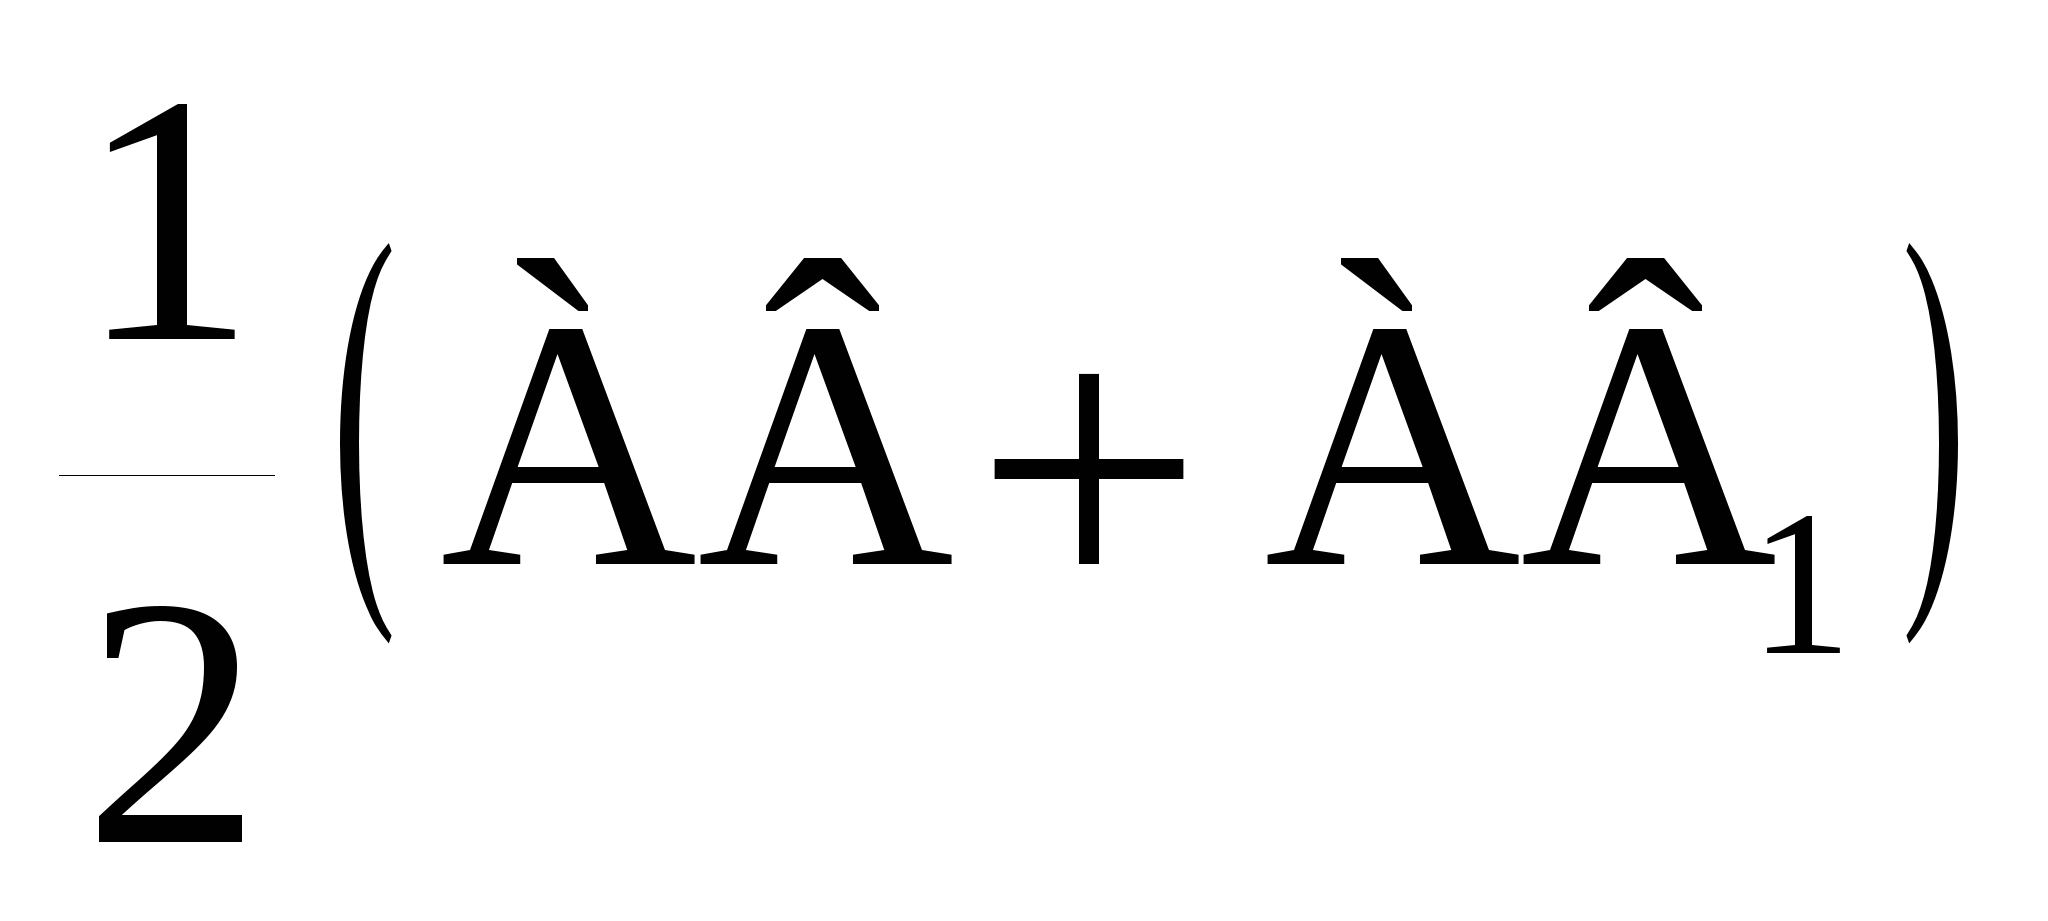 1/2 (ÀÂ + ÀÂ₁)